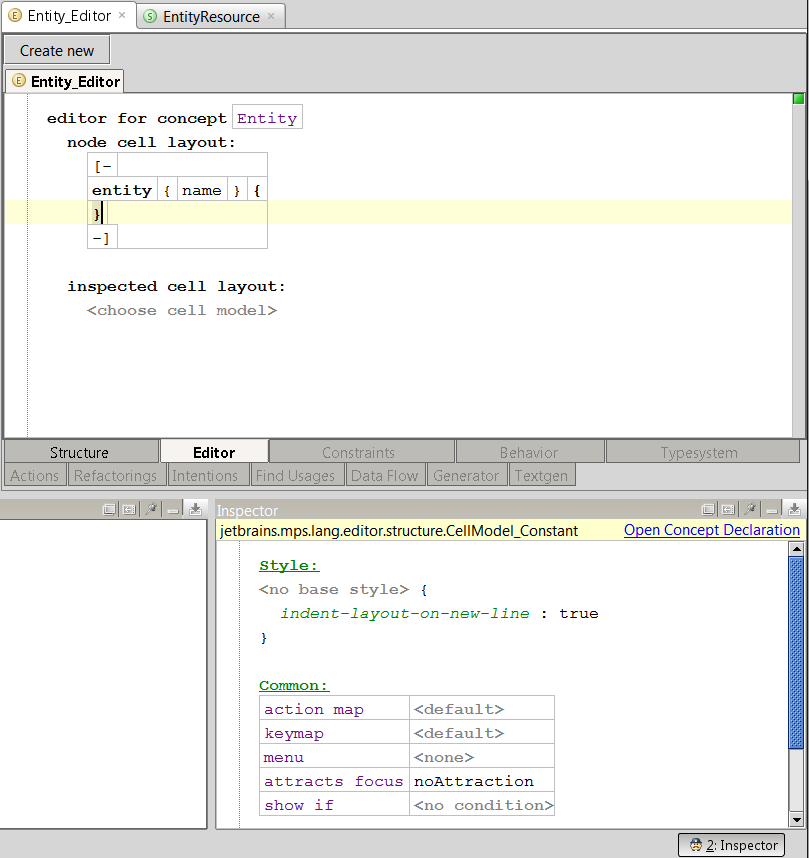 E Entity_Editor × S EntityResource ×
Create new
E Entity_Editor
editor for concept Entity
node cell layout:
[-
entity { name } {
}
-]
inspected cell layout:
<choose cell model>
Structure Editor Constraints Behavior Typesystem
Actions Refactorings Intentions Find Usages Data Flow Generator Textgen
Inspector
jetbrains.mps.lang.editor.structure.CellModel_Constant Open Concept Declaration
Style:
<no base style> {
indent-layout-on-new-line : true
}
Common:
action map <default>
keymap <default>
menu <none>
attracts focus noAttraction
show if <no condition>
2: Inspector